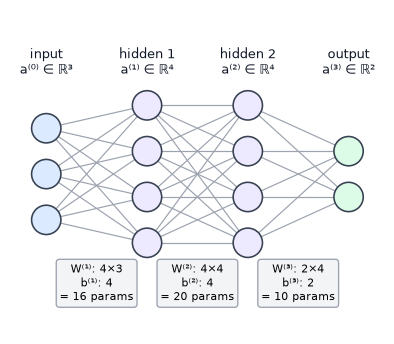 input
a⁽⁰⁾ ∈ ℝ³
hidden 1
a⁽¹⁾ ∈ ℝ⁴
hidden 2
a⁽²⁾ ∈ ℝ⁴
output
a⁽³⁾ ∈ ℝ²
W⁽¹⁾: 4×3
b⁽¹⁾: 4
= 16 params
W⁽²⁾: 4×4
b⁽²⁾: 4
= 20 params
W⁽³⁾: 2×4
b⁽³⁾: 2
= 10 params